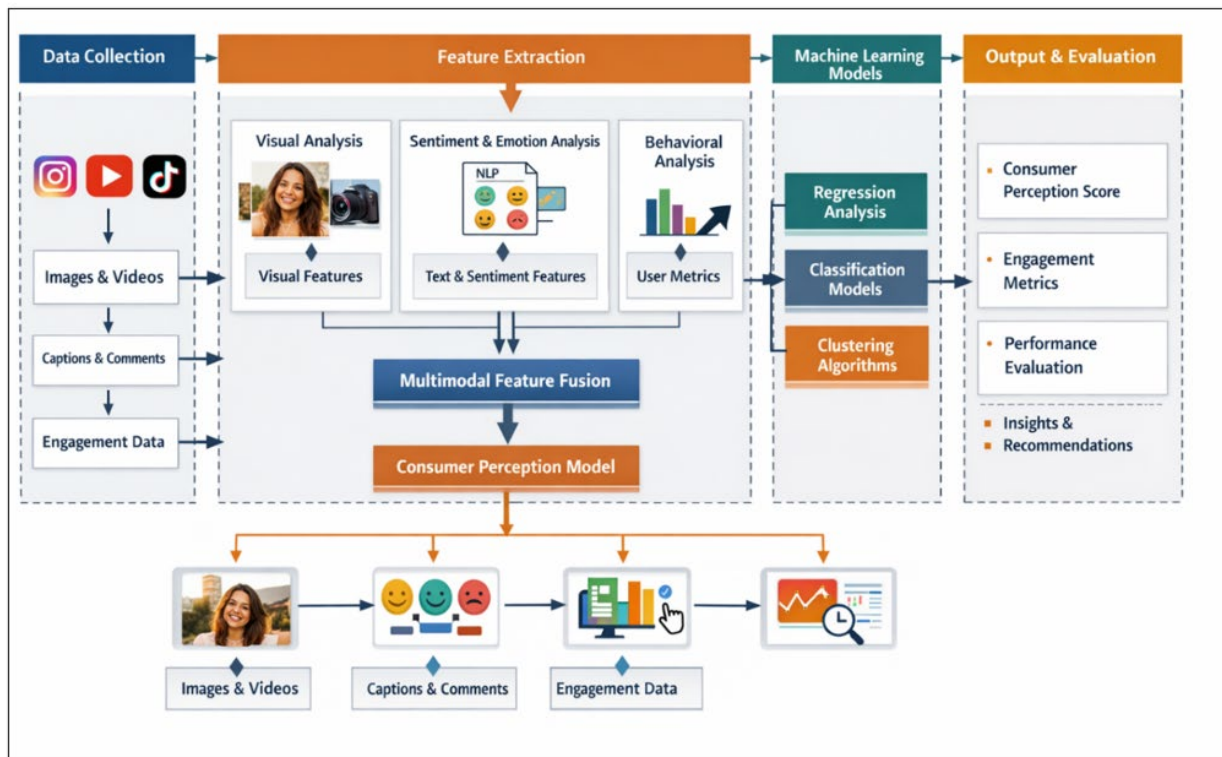 Data Collection
Feature Extraction
Machine Learning
Models
Output & Evaluation
Images & Videos
Captions & Comments
Engagement Data
Visual Analysis
Visual Features
Sentiment & Emotion Analysis
NLP
Text & Sentiment Features
Behavioral
Analysis
User Metrics
Multimodal Feature Fusion
Consumer Perception Model
Regression
Analysis
Classification
Models
Clustering
Algorithms
Consumer
Perception Score
Engagement
Metrics
Performance
Evaluation
Insights &
Recommendations
Images & Videos
Captions & Comments
Engagement Data